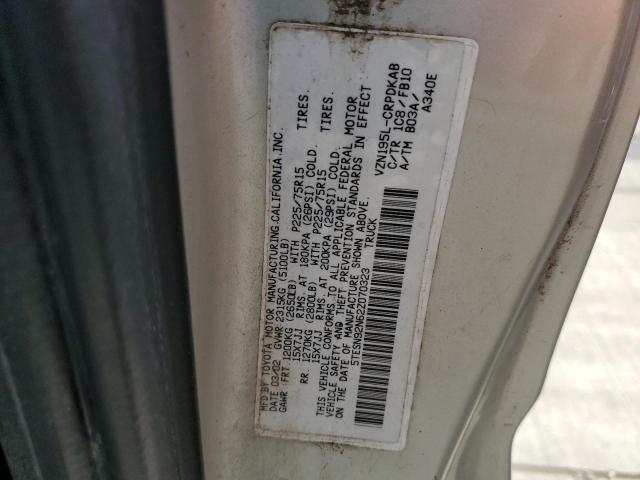 MFD BY TOYOTA MOTOR MANUFACTURING.CALIFORNIA.INC.
DATE 03/02 GVWR 2315KG (5100LB)
GAWR FRT. 1200KG (2650LB) WITH P225/75R15 TIRES.
15X7JJ RIMS. AT 180KPA (26PSI) COLD.
RR. 1270KG (2800LB) WITH P225/75R15 TIRES.
15X7JJ RIMS. AT 200KPA (29PSI) COLD.
THIS VEHICLE CONFORMS TO ALL APPLICABLE FEDERAL MOTOR
VEHICLE SAFETY AND THEFT PREVENTION STANDARDS IN EFFECT
ON THE DATE OF MANUFACTURE SHOWN ABOVE.
5TESN92N62Z070323 TRUCK
VZN195L-CRPDKAB
C/TR 1C8/FB10
A/TM B03A/
A340E